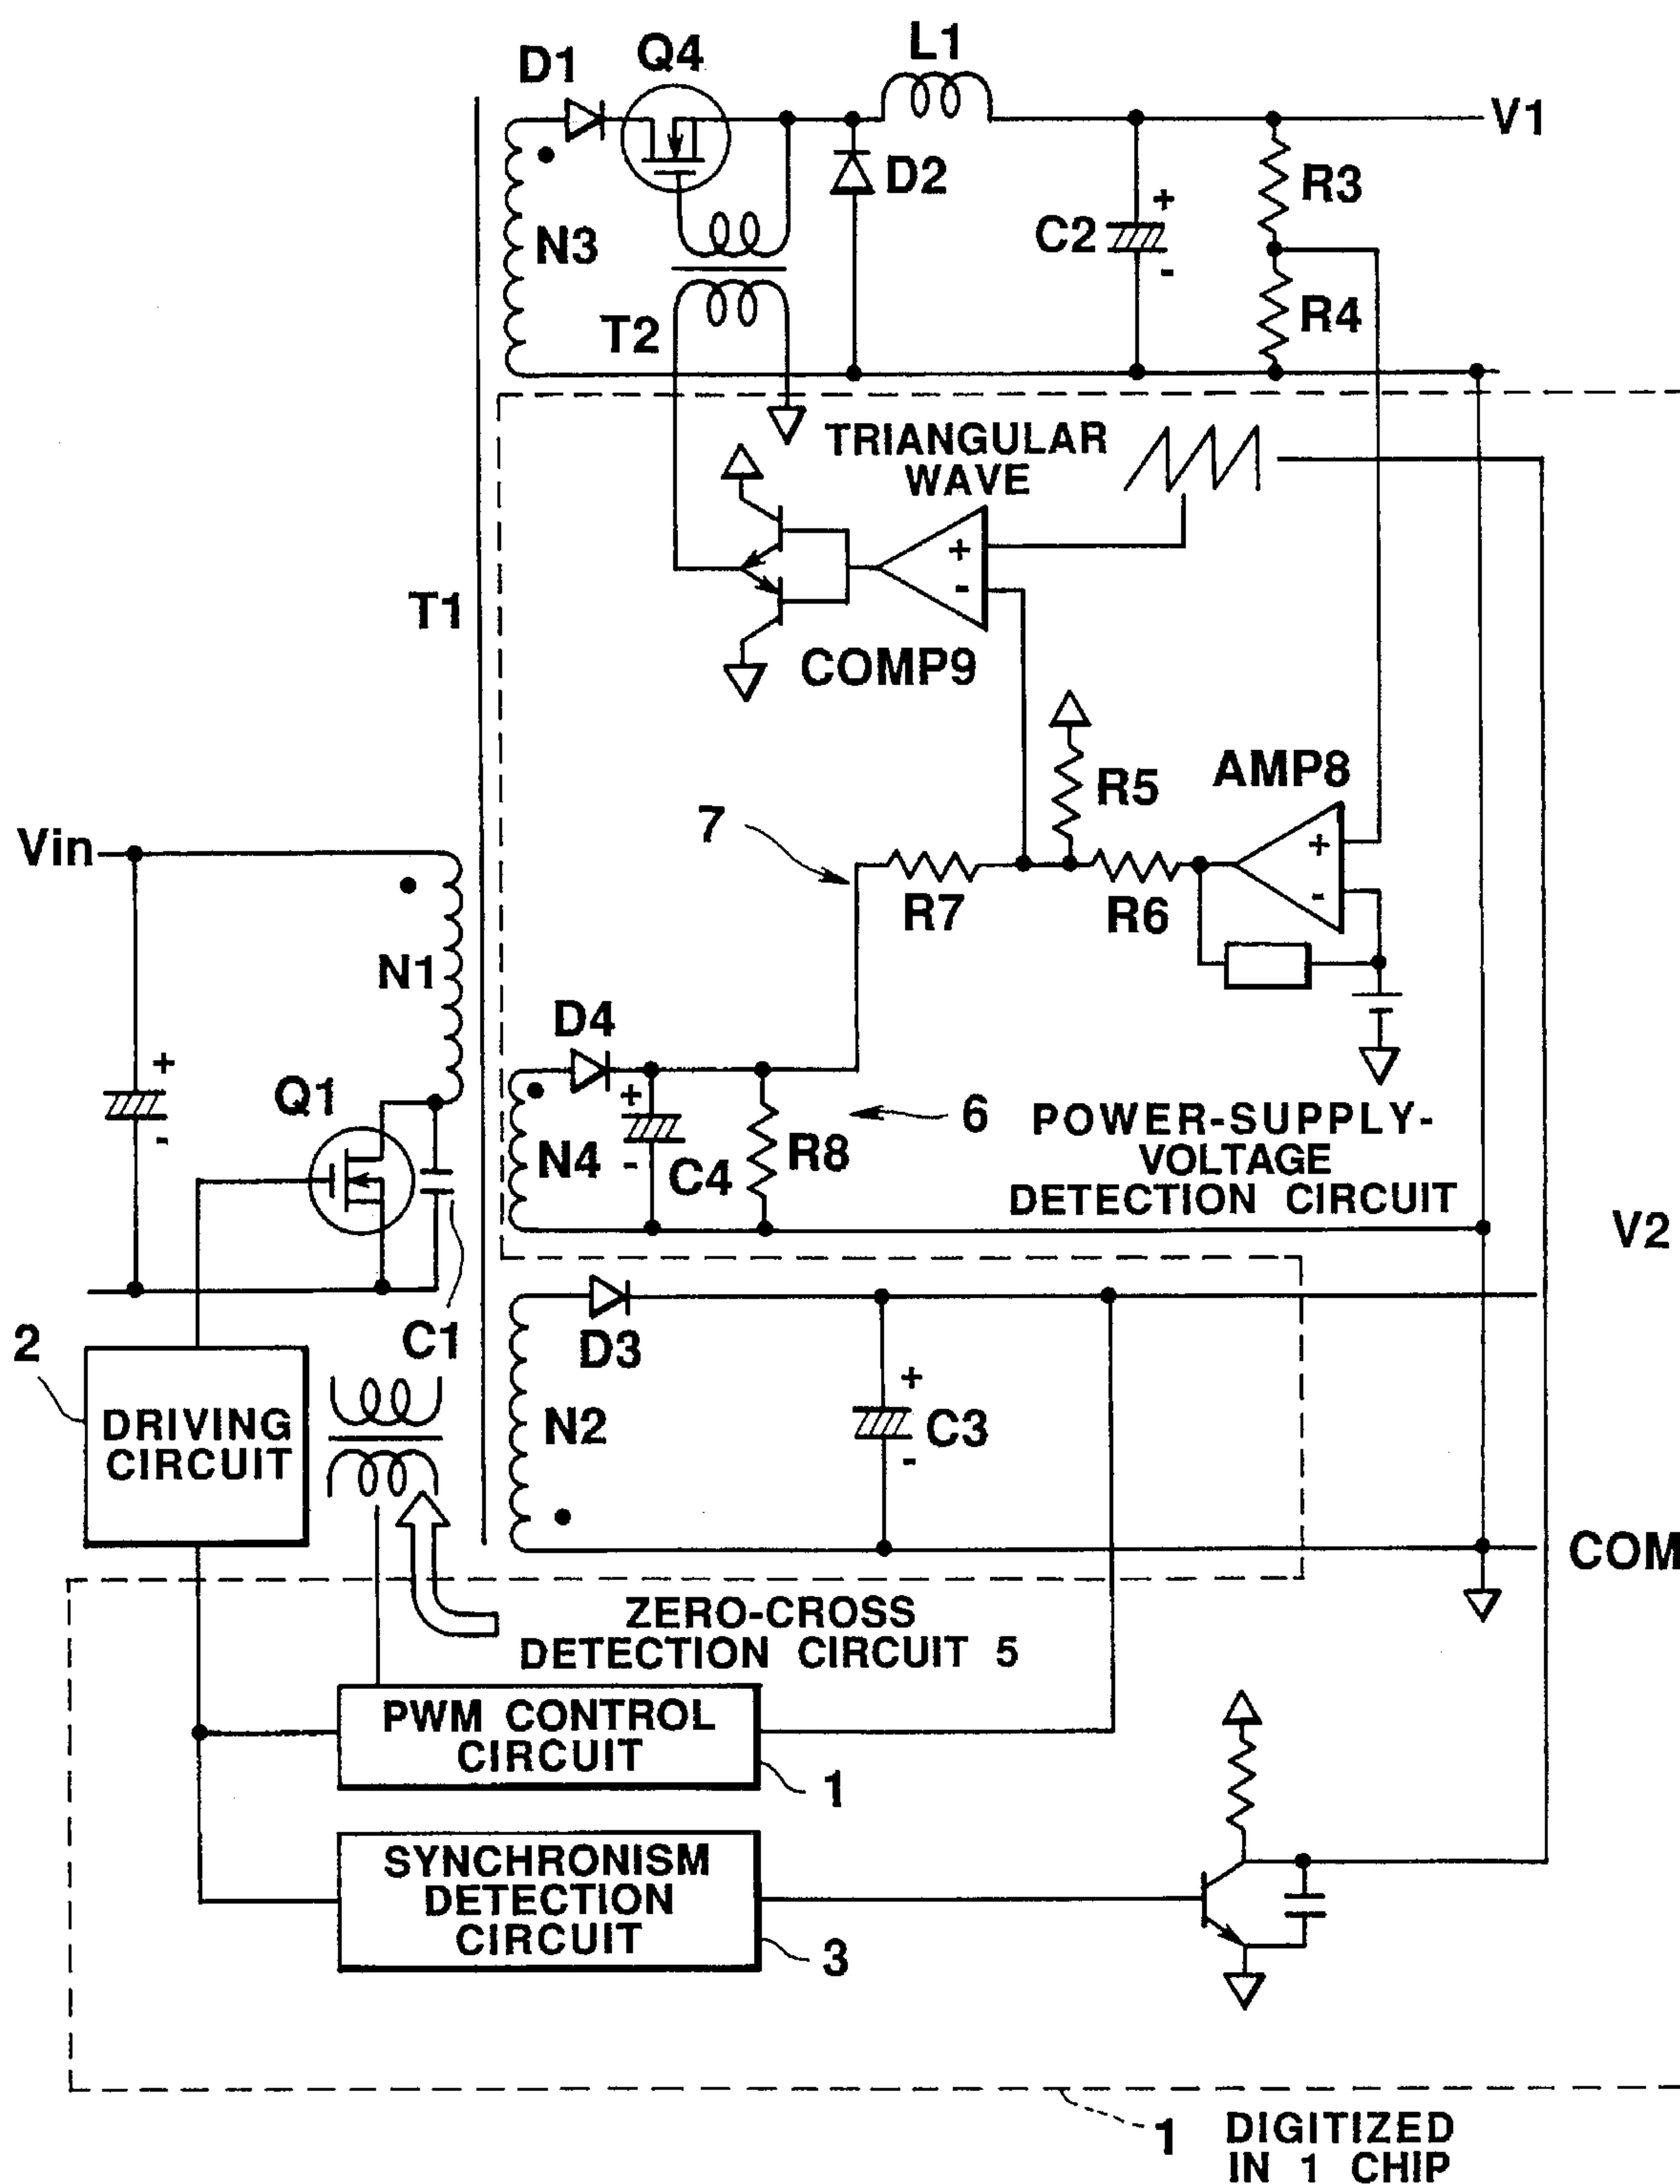 L1
D1
Q4
V1
D2
R3
N3
C2
+
-
T2
R4
TRIANGULAR
WAVE
T1
+
-
COMP9
7
R5
AMP8
+
-
Vin
R7
R6
N1
D4
+
-
Q1
+
-
N4
C4
R8
6
POWER-SUPPLY-
VOLTAGE
DETECTION CIRCUIT
V2
2
C1
D3
DRIVING
CIRCUIT
N2
+
-
C3
COM
ZERO-CROSS
DETECTION CIRCUIT 5
PWM CONTROL
CIRCUIT
1
SYNCHRONISM
DETECTION
CIRCUIT
3
1
DIGITIZED
IN 1 CHIP